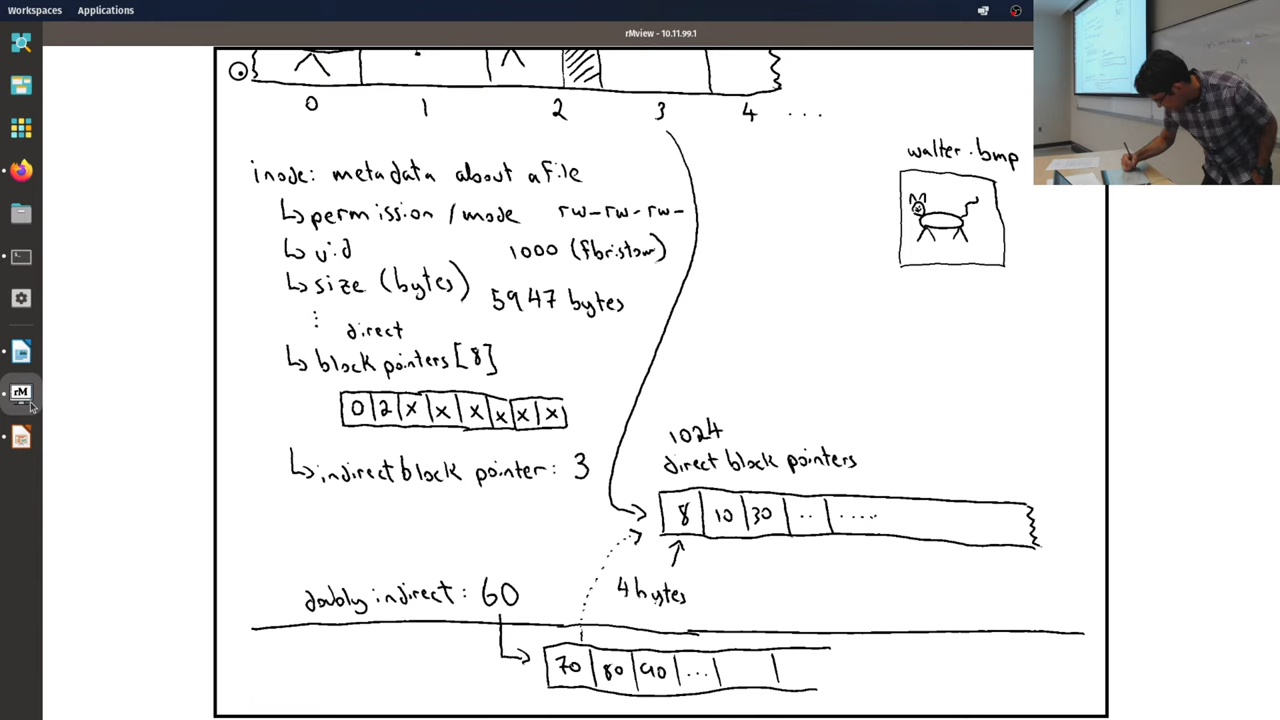 Workspaces Applications
rMview - 10.11.99.1
0 1 2 3 4 ...
walter.bmp
inode: metadata about a file
↳ permission / mode rw-rw-rw-
↳ uid 1000 (fbristow)
↳ size (bytes) 5947 bytes
⋮ direct
↳ block pointers [8]
0 2 x x x x x x
1024
direct block pointers
↳ indirect block pointer: 3
8 10 30 .. .....
4 bytes
doubly indirect: 60
70 80 90 ...
rM